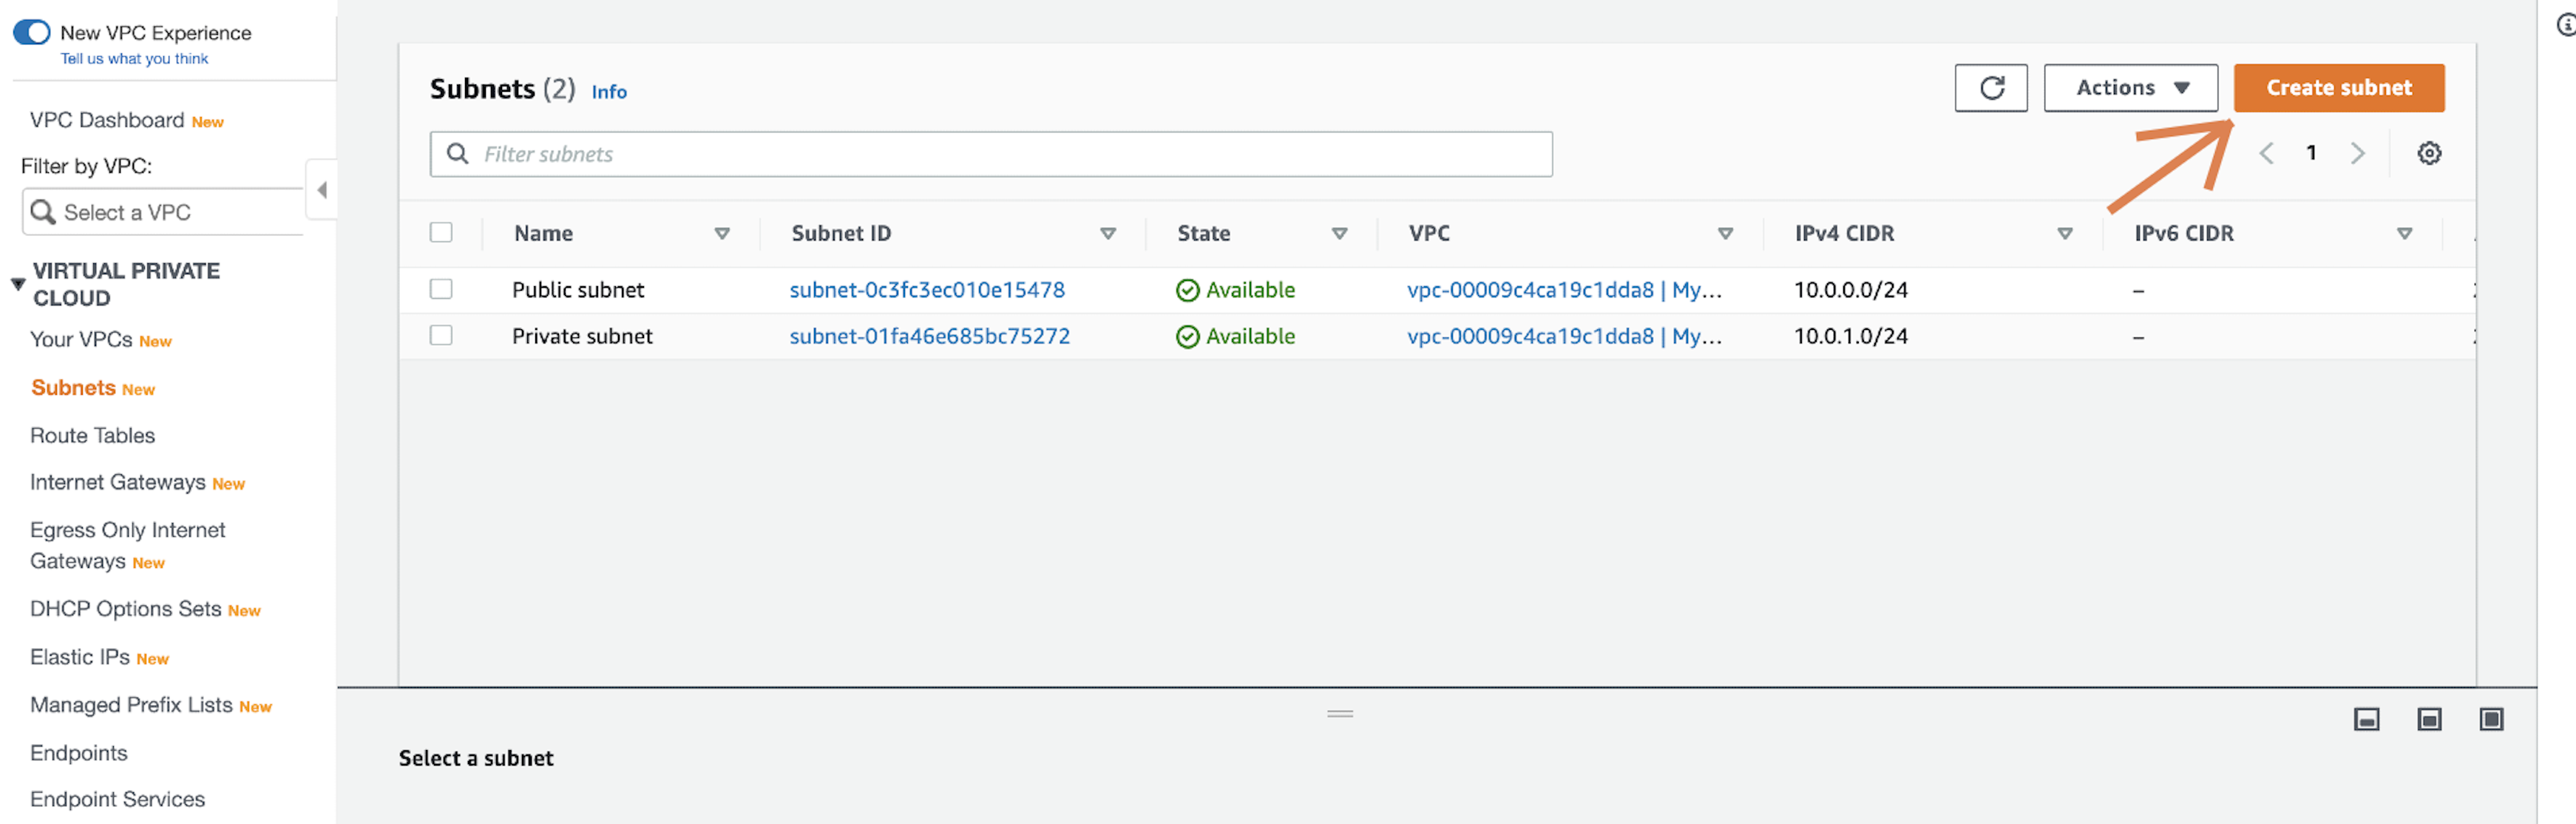 New VPC Experience
Tell us what you think
VPC Dashboard New
Filter by VPC:
Select a VPC
VIRTUAL PRIVATE
CLOUD
Your VPCs New
Subnets New
Route Tables
Internet Gateways New
Egress Only Internet
Gateways New
DHCP Options Sets New
Elastic IPs New
Managed Prefix Lists New
Endpoints
Endpoint Services
Subnets (2) Info
Actions
Create subnet
Filter subnets
1
Name Subnet ID State VPC IPv4 CIDR IPv6 CIDR
Public subnet subnet-0c3fc3ec010e15478 Available vpc-00009c4ca19c1dda8 | My... 10.0.0.0/24 –
Private subnet subnet-01fa46e685bc75272 Available vpc-00009c4ca19c1dda8 | My... 10.0.1.0/24 –
Select a subnet